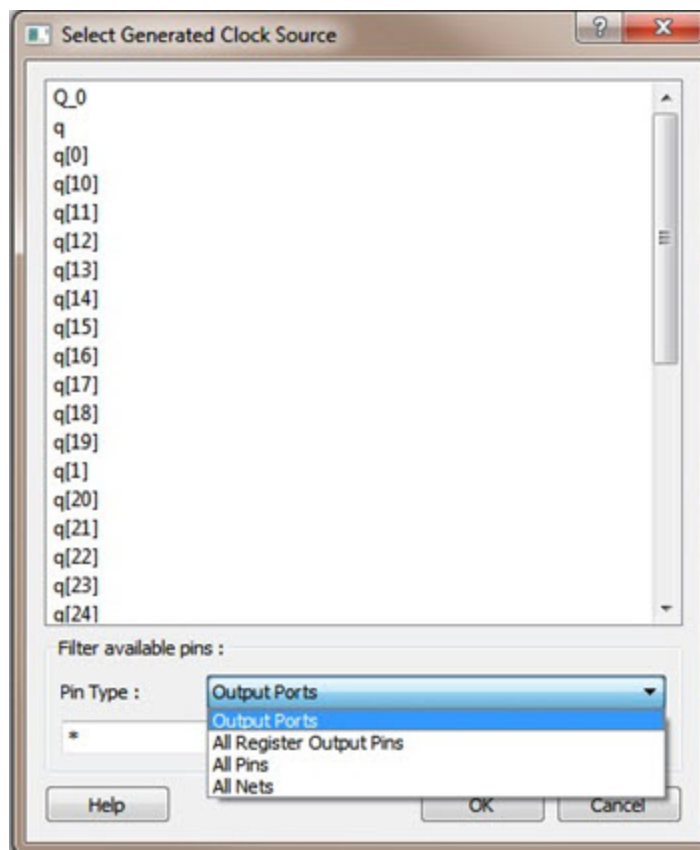 Select Generated Clock Source
Q_0
q
q[0]
q[10]
q[11]
q[12]
q[13]
q[14]
q[15]
q[16]
q[17]
q[18]
q[19]
q[1]
q[20]
q[21]
q[22]
q[23]
q[24]
Filter available pins :
Pin Type :
Output Ports
Output Ports
All Register Output Pins
All Pins
All Nets
*
Help
OK
Cancel